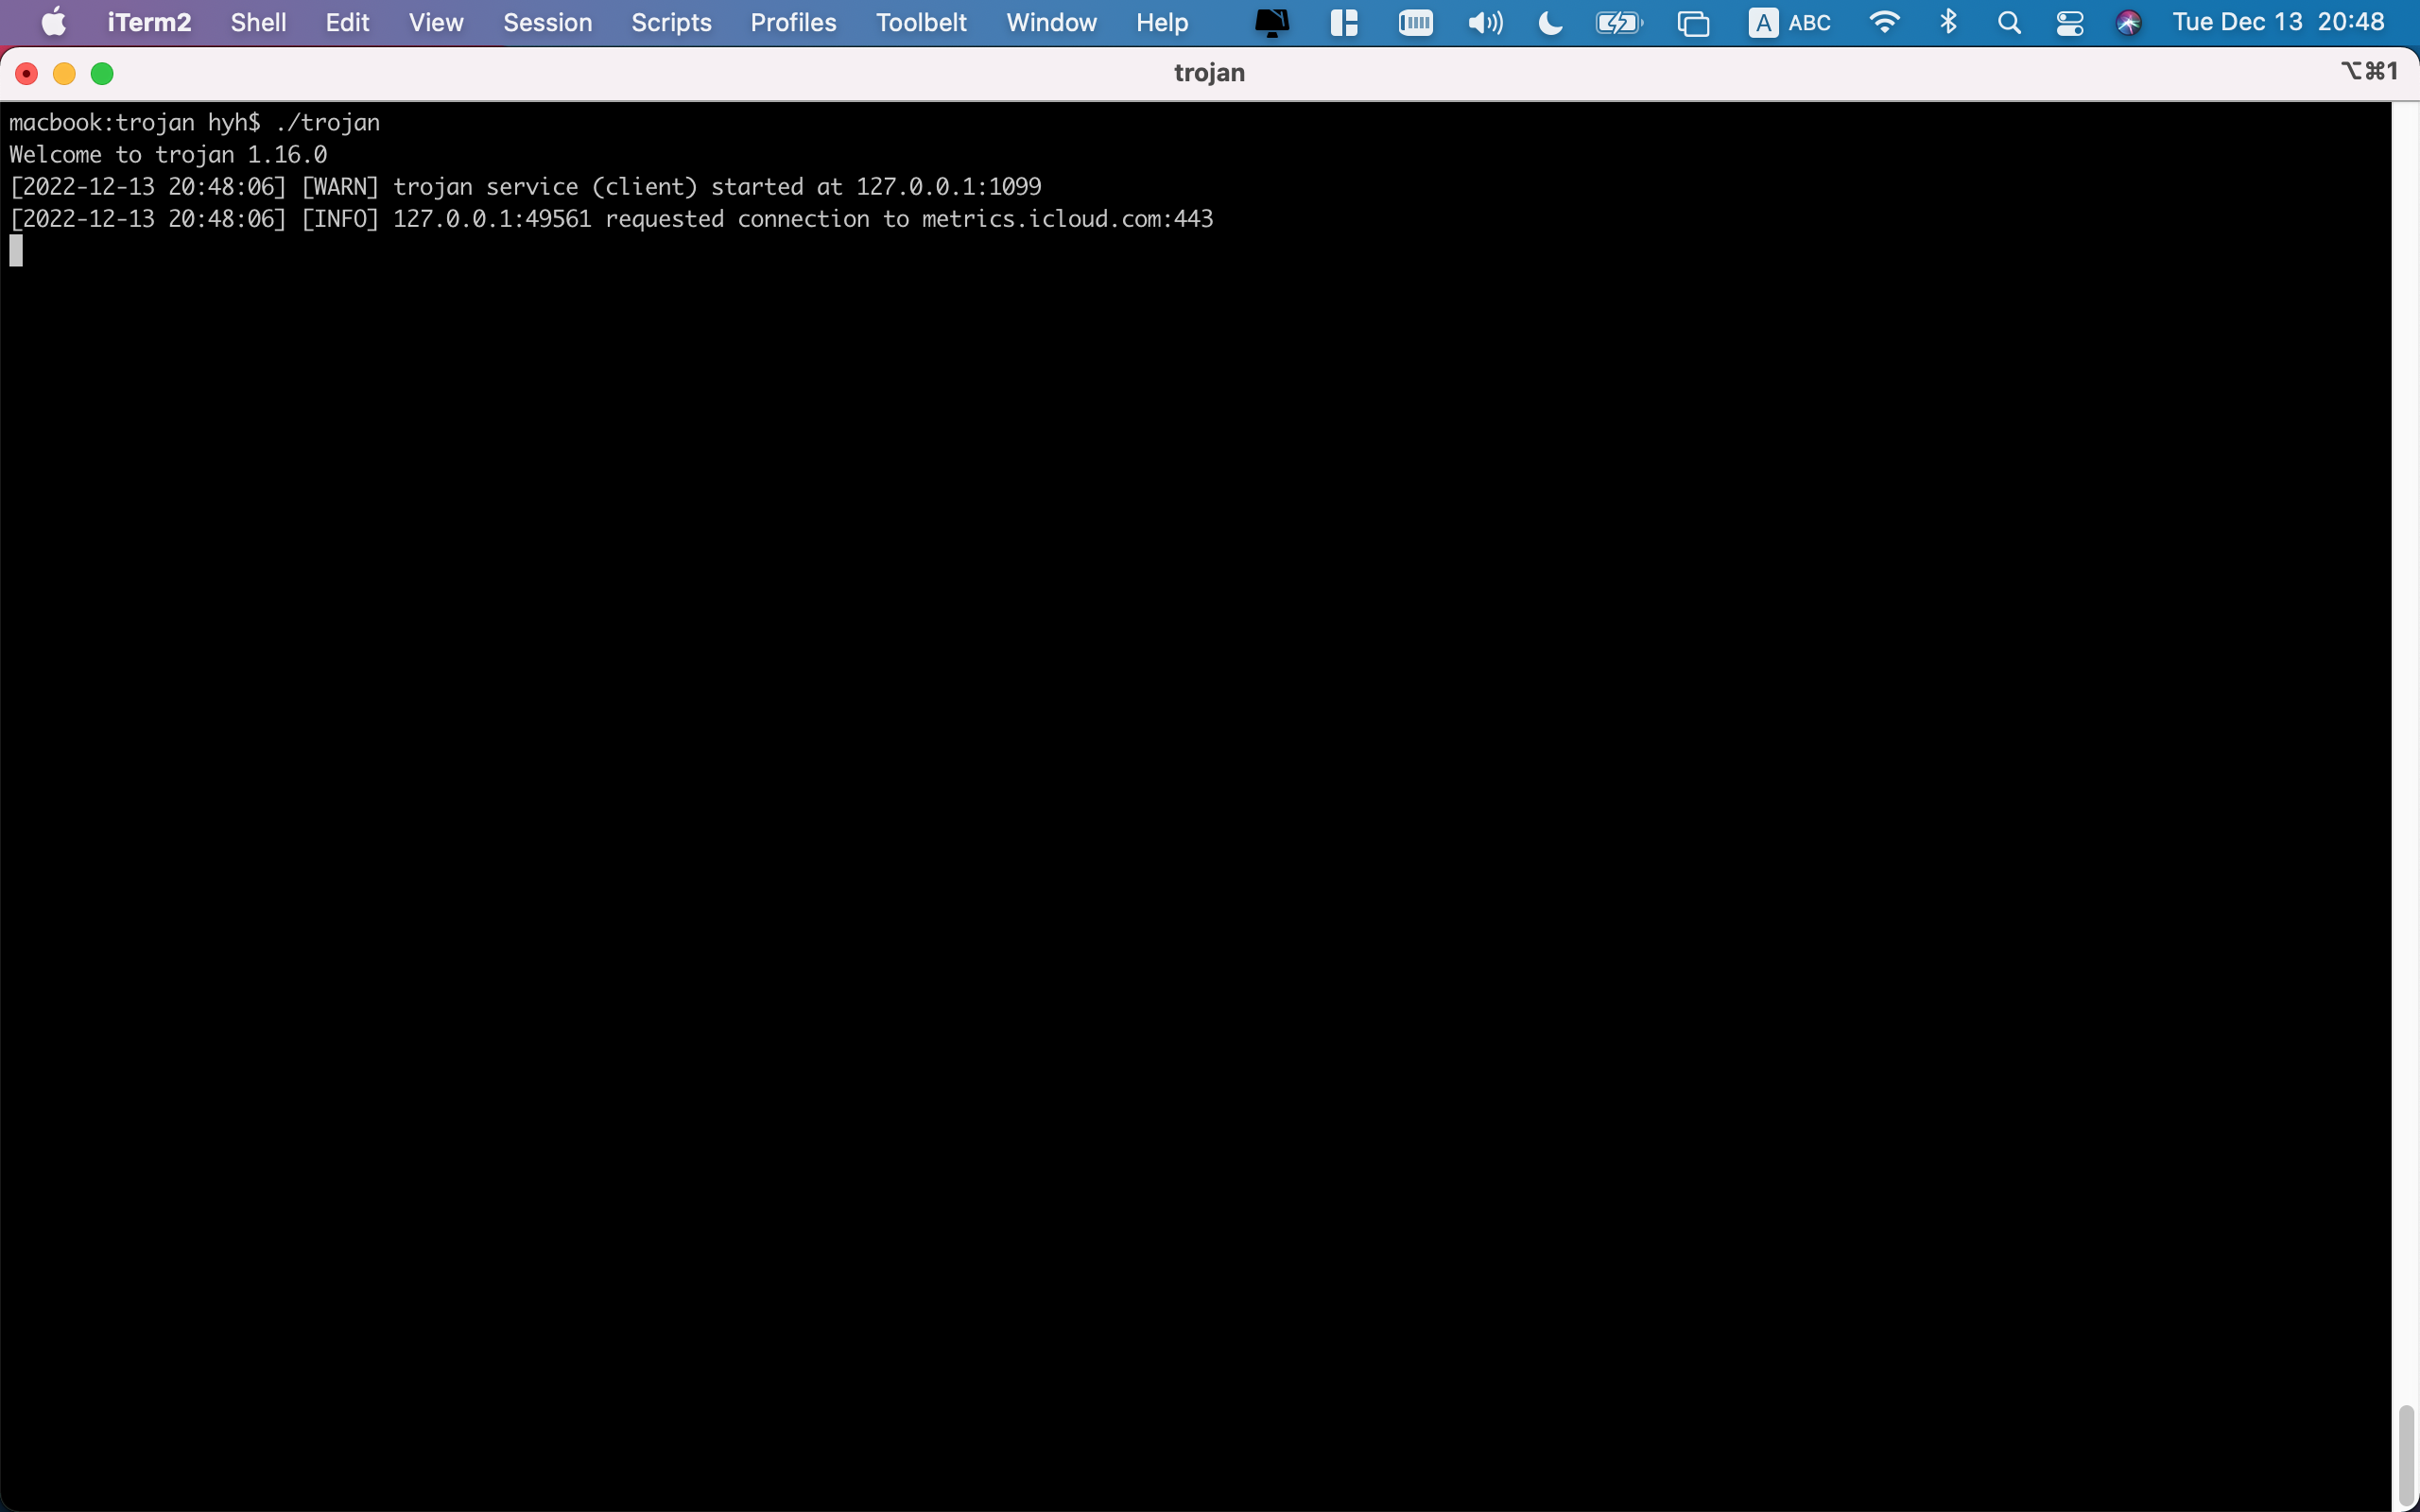 iTerm2 Shell Edit View Session Scripts Profiles Toolbelt Window Help A ABC Tue Dec 13 20:48
trojan ⌥⌘1
macbook:trojan hyh$ ./trojan
Welcome to trojan 1.16.0
[2022-12-13 20:48:06] [WARN] trojan service (client) started at 127.0.0.1:1099
[2022-12-13 20:48:06] [INFO] 127.0.0.1:49561 requested connection to metrics.icloud.com:443